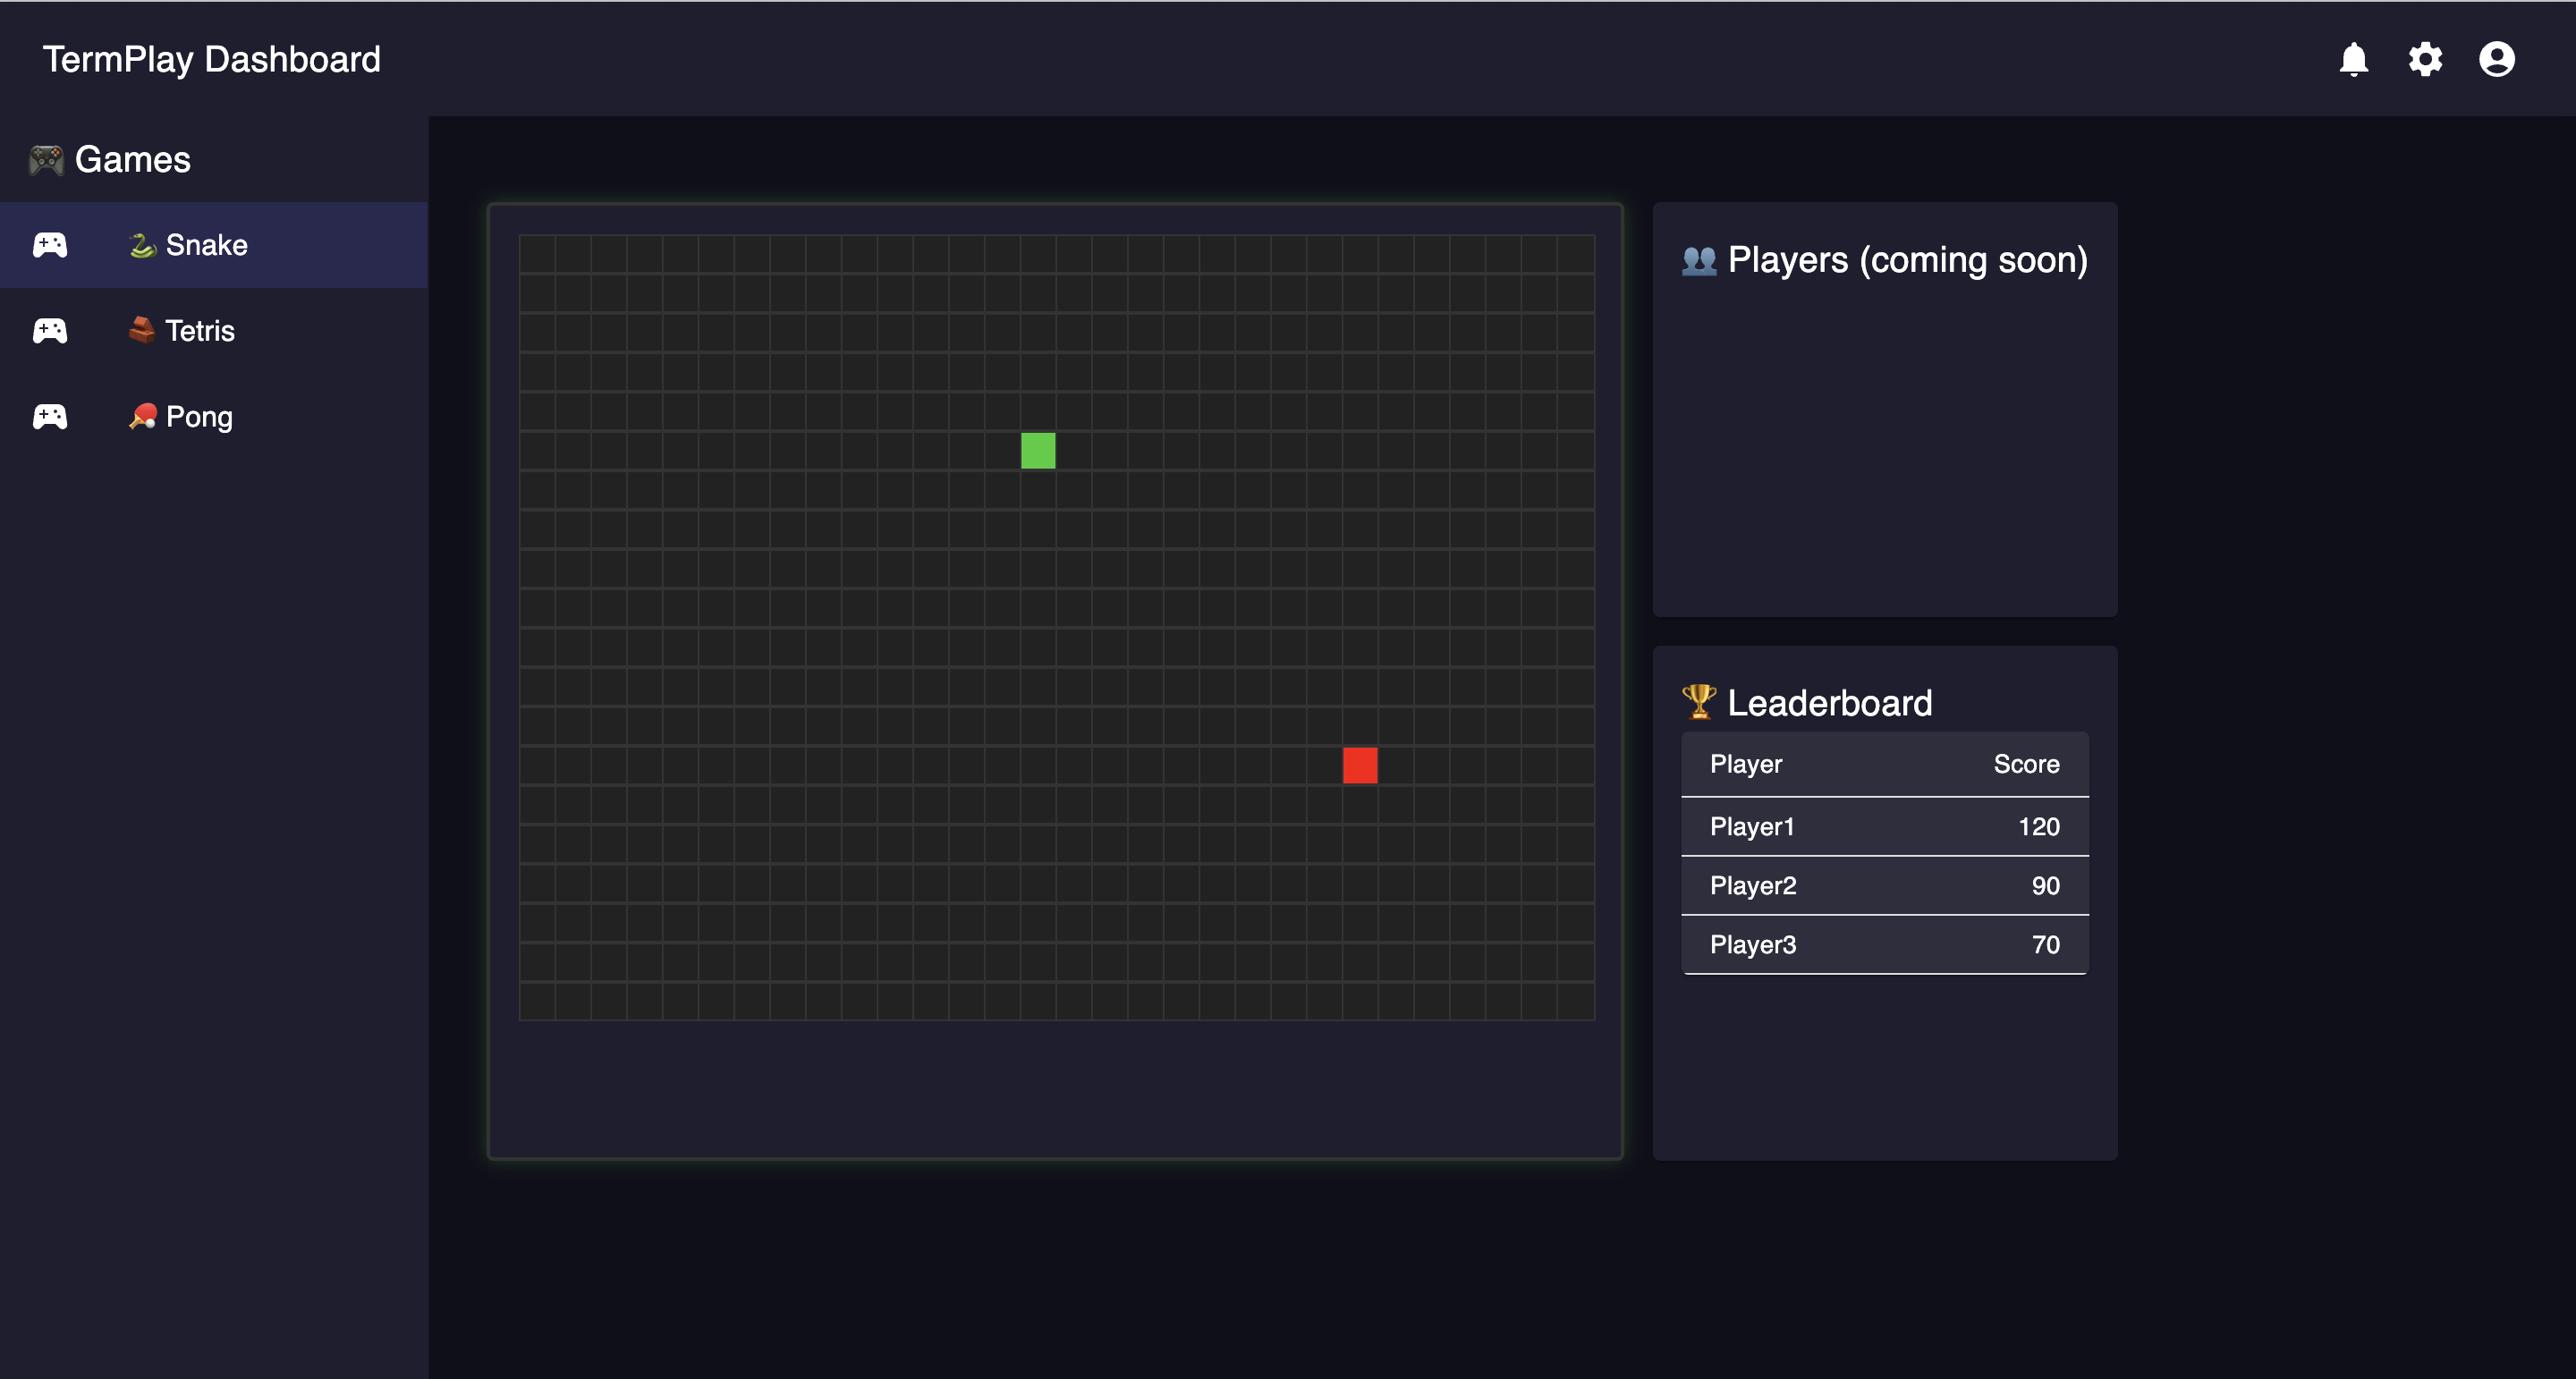 TermPlay Dashboard
🎮 Games
🐍 Snake
🧱 Tetris
🏓 Pong
👥 Players (coming soon)
🏆 Leaderboard
Player Score
Player1 120
Player2 90
Player3 70